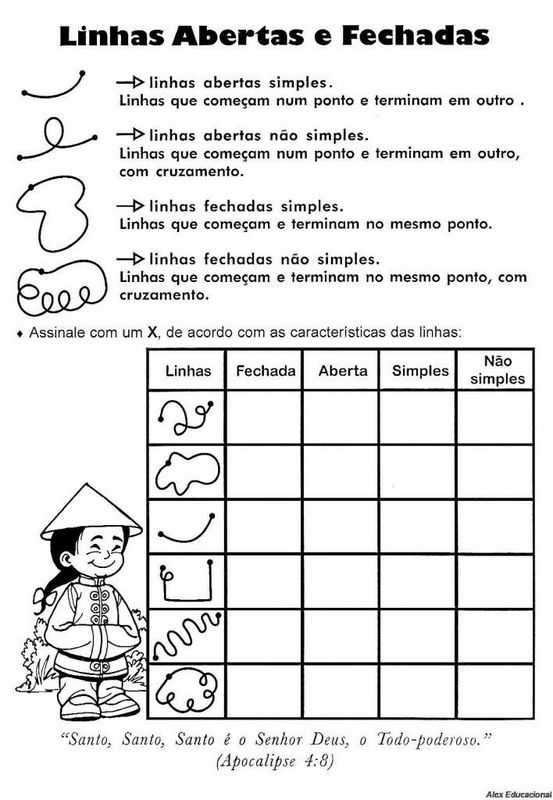 Linhas Abertas e Fechadas
linhas abertas simples.
Linhas que começam num ponto e terminam em outro .
linhas abertas não simples.
Linhas que começam num ponto e terminam em outro,
com cruzamento.
linhas fechadas simples.
Linhas que começam e terminam no mesmo ponto.
linhas fechadas não simples.
Linhas que começam e terminam no mesmo ponto, com
cruzamento.
♦ Assinale com um X, de acordo com as características das linhas:
Linhas Fechada Aberta Simples Não simples
“Santo, Santo, Santo é o Senhor Deus, o Todo-poderoso.”
(Apocalipse 4:8)
Alex Educacional